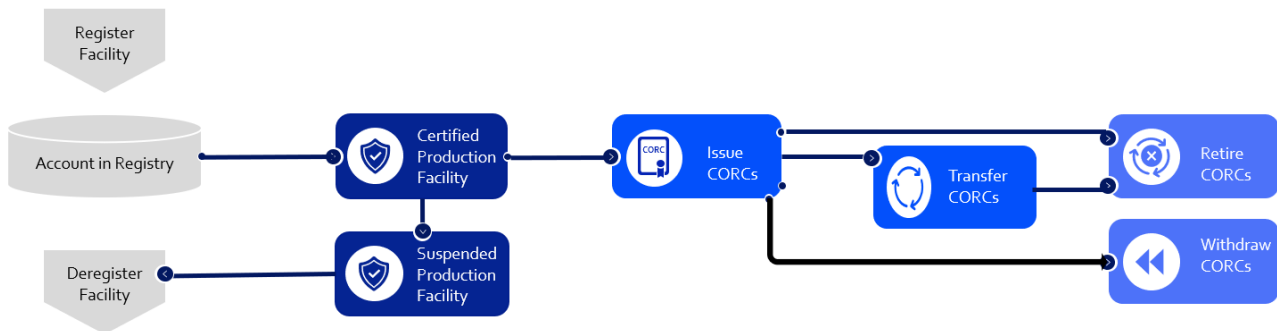 Register
Facility
Account in Registry
Certified
Production
Facility
CORC
Issue
CORCs
Transfer
CORCs
Retire
CORCs
Deregister
Facility
Suspended
Production
Facility
Withdraw
CORCs